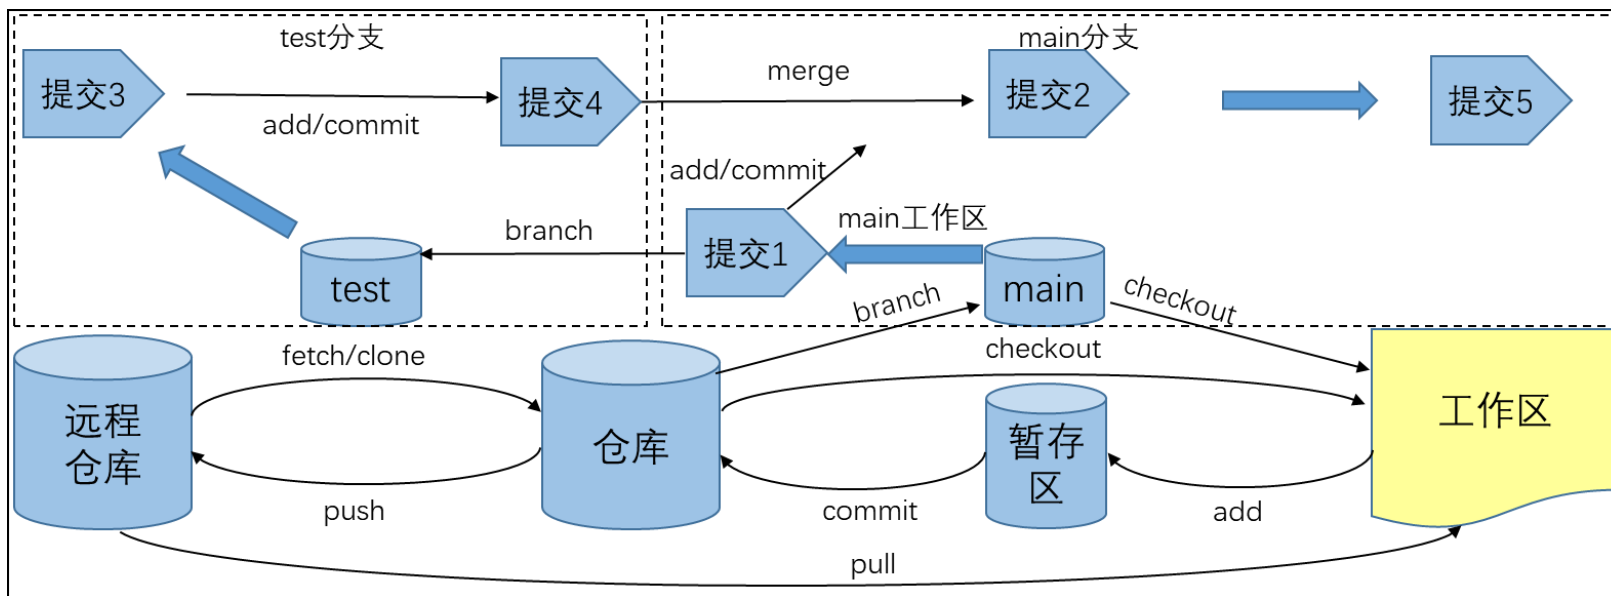 test分支
main分支
提交3
add/commit
提交4
merge
提交2
提交5
add/commit
branch
提交1
main工作区
test
main
branch
checkout
fetch/clone
checkout
远程
仓库
仓库
暂存
区
工作区
push
commit
add
pull